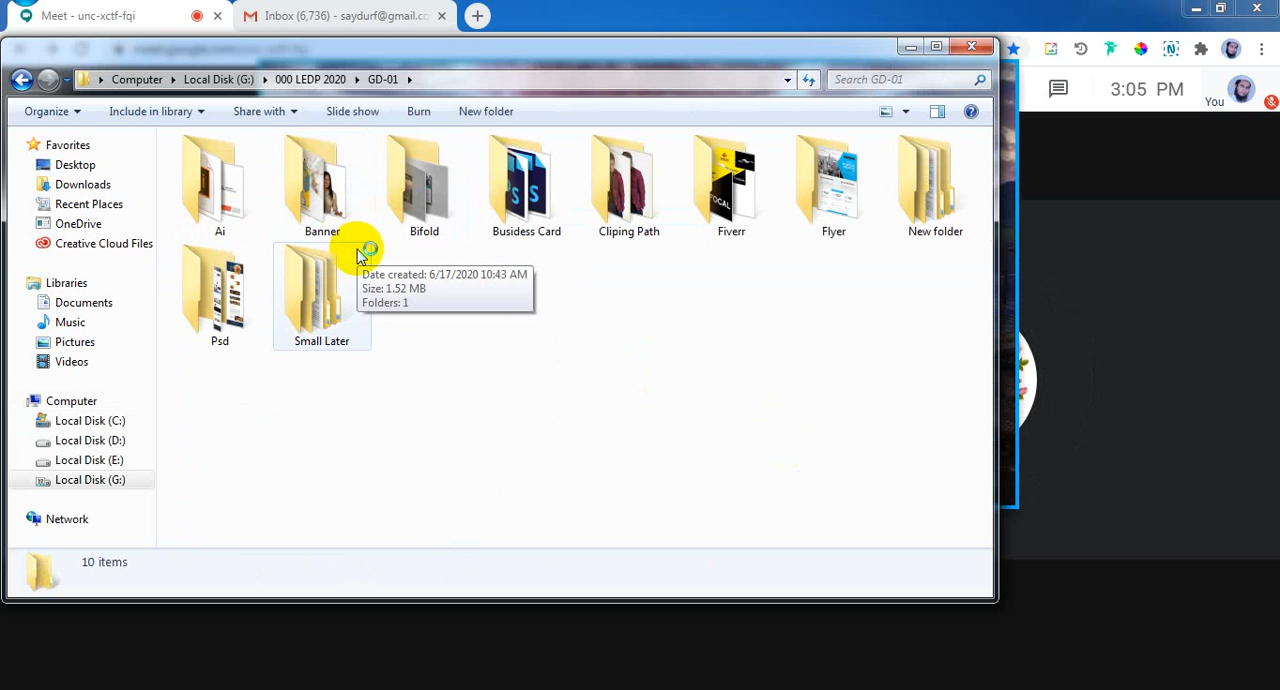 Meet - unc-xctf-fqi
Inbox (6,736) - saydurf@gmail.co
3:05 PM
You
Computer Local Disk (G:) 000 LEDP 2020 GD-01
Search GD-01
Organize Include in library Share with Slide show Burn New folder
Favorites
Desktop
Downloads
Recent Places
OneDrive
Creative Cloud Files
Libraries
Documents
Music
Pictures
Videos
Computer
Local Disk (C:)
Local Disk (D:)
Local Disk (E:)
Local Disk (G:)
Network
Ai Banner Bifold Busidess Card Cliping Path Fiverr Flyer New folder
Psd Small Later
Date created: 6/17/2020 10:43 AM
Size: 1.52 MB
Folders: 1
10 items